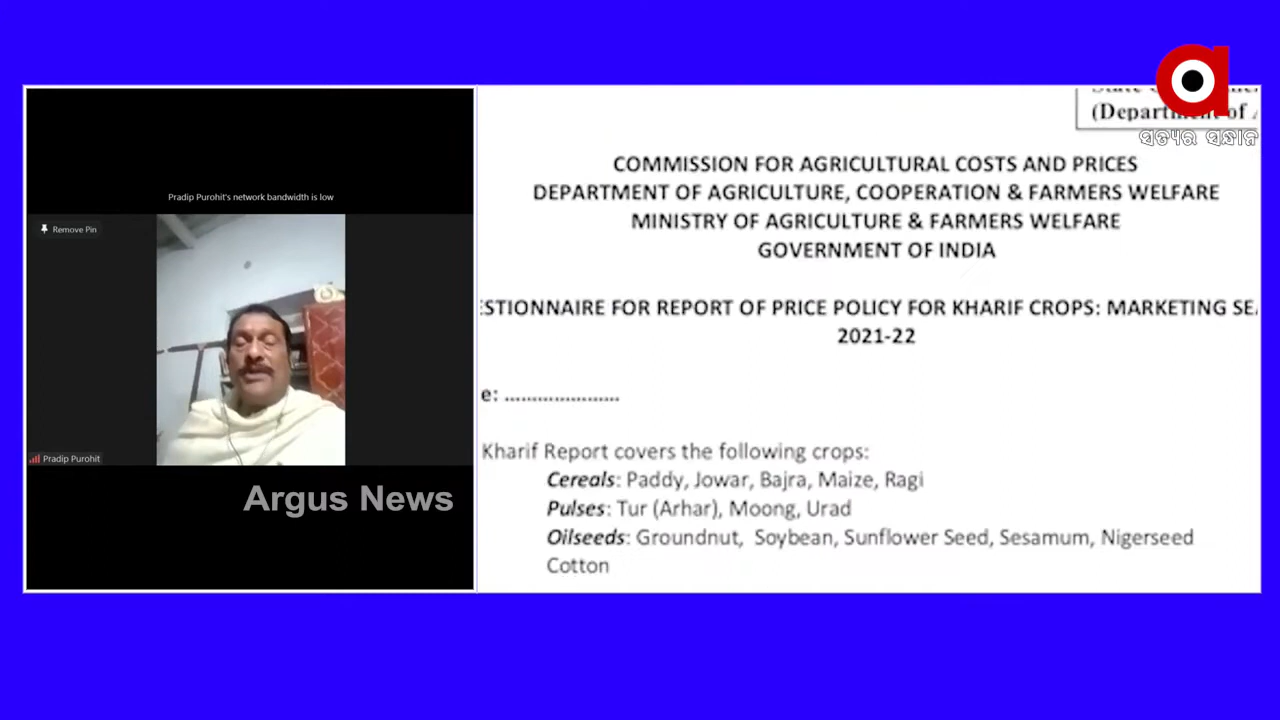 Pradip Purohit's network bandwidth is low
Remove Pin
Pradip Purohit
Argus News
(Department of
ସତ୍ୟର ସନ୍ଧାନ
COMMISSION FOR AGRICULTURAL COSTS AND PRICES
DEPARTMENT OF AGRICULTURE, COOPERATION & FARMERS WELFARE
MINISTRY OF AGRICULTURE & FARMERS WELFARE
GOVERNMENT OF INDIA
ESTIONNAIRE FOR REPORT OF PRICE POLICY FOR KHARIF CROPS: MARKETING SEA
2021-22
e: .....................
Kharif Report covers the following crops:
Cereals: Paddy, Jowar, Bajra, Maize, Ragi
Pulses: Tur (Arhar), Moong, Urad
Oilseeds: Groundnut, Soybean, Sunflower Seed, Sesamum, Nigerseed
Cotton